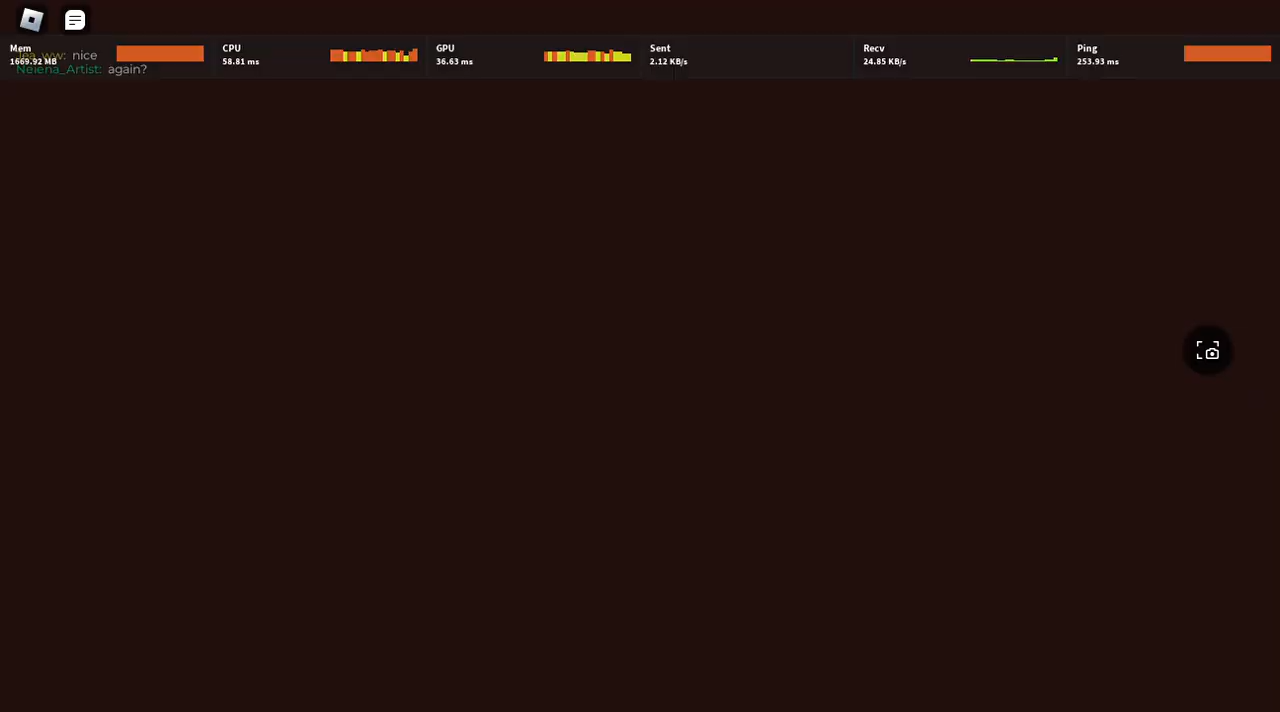 Mem
1669.92 MB
CPU
58.81 ms
GPU
36.63 ms
Sent
2.12 KB/s
Recv
24.85 KB/s
Ping
253.93 ms
nice
Neiena_Artist: again?